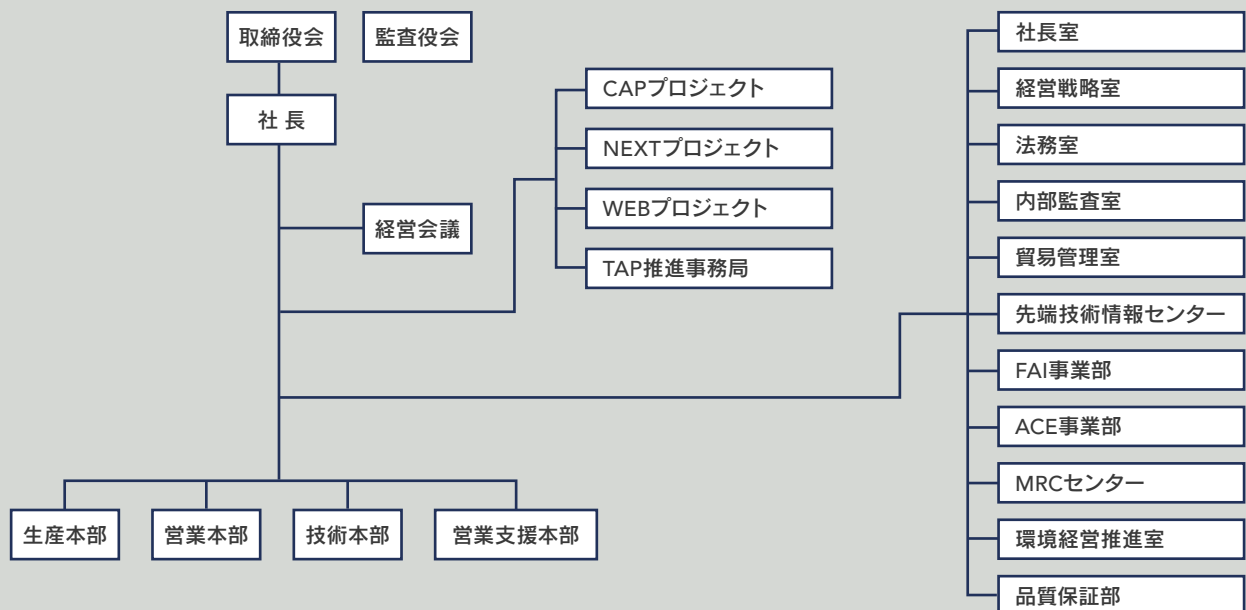 取締役会
監査役会
社 長
経営会議
CAPプロジェクト
NEXTプロジェクト
WEBプロジェクト
TAP推進事務局
社長室
経営戦略室
法務室
内部監査室
貿易管理室
先端技術情報センター
FAI事業部
ACE事業部
MRCセンター
環境経営推進室
品質保証部
生産本部
営業本部
技術本部
営業支援本部